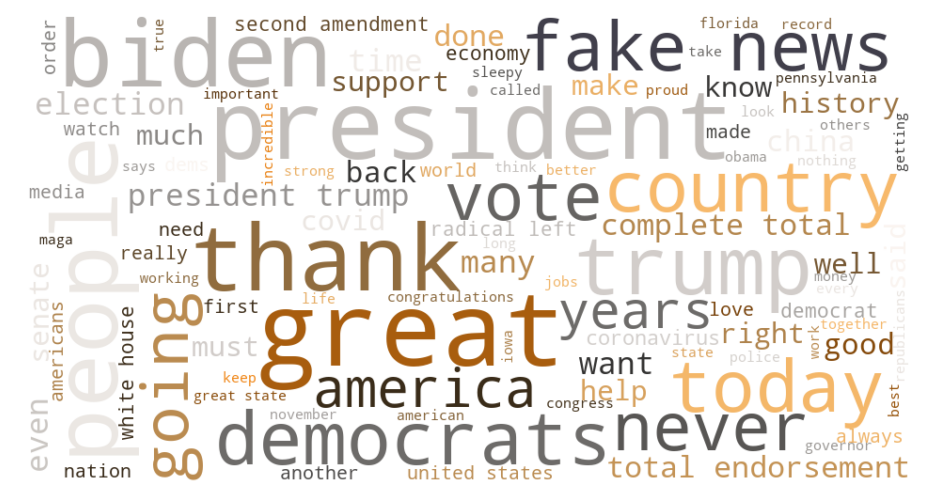 order
true
second amendment
done
florida
record
biden
time
economy
fake news
take
sleepy
support
called
make
proud
know
pennsylvania
important
election
president
history
look
watch
much
incredible
made
others
china
getting
says
dems
strong
back
world
think
better
obama
nothing
people
media
president trump
vote
country
maga
need
covid
radical left
complete total
said
really
thank
long
many
trump
well
working
jobs
money
every
even senate
americans
white house
going
first
life
congratulations
great
years
love
democrat
together
republicans
must
iowa
coronavirus
right
work
good
want
state
police
keep
great state
america
help
today
best
november
american
congress
democrats
never
always
governor
nation
another
united states
total endorsement